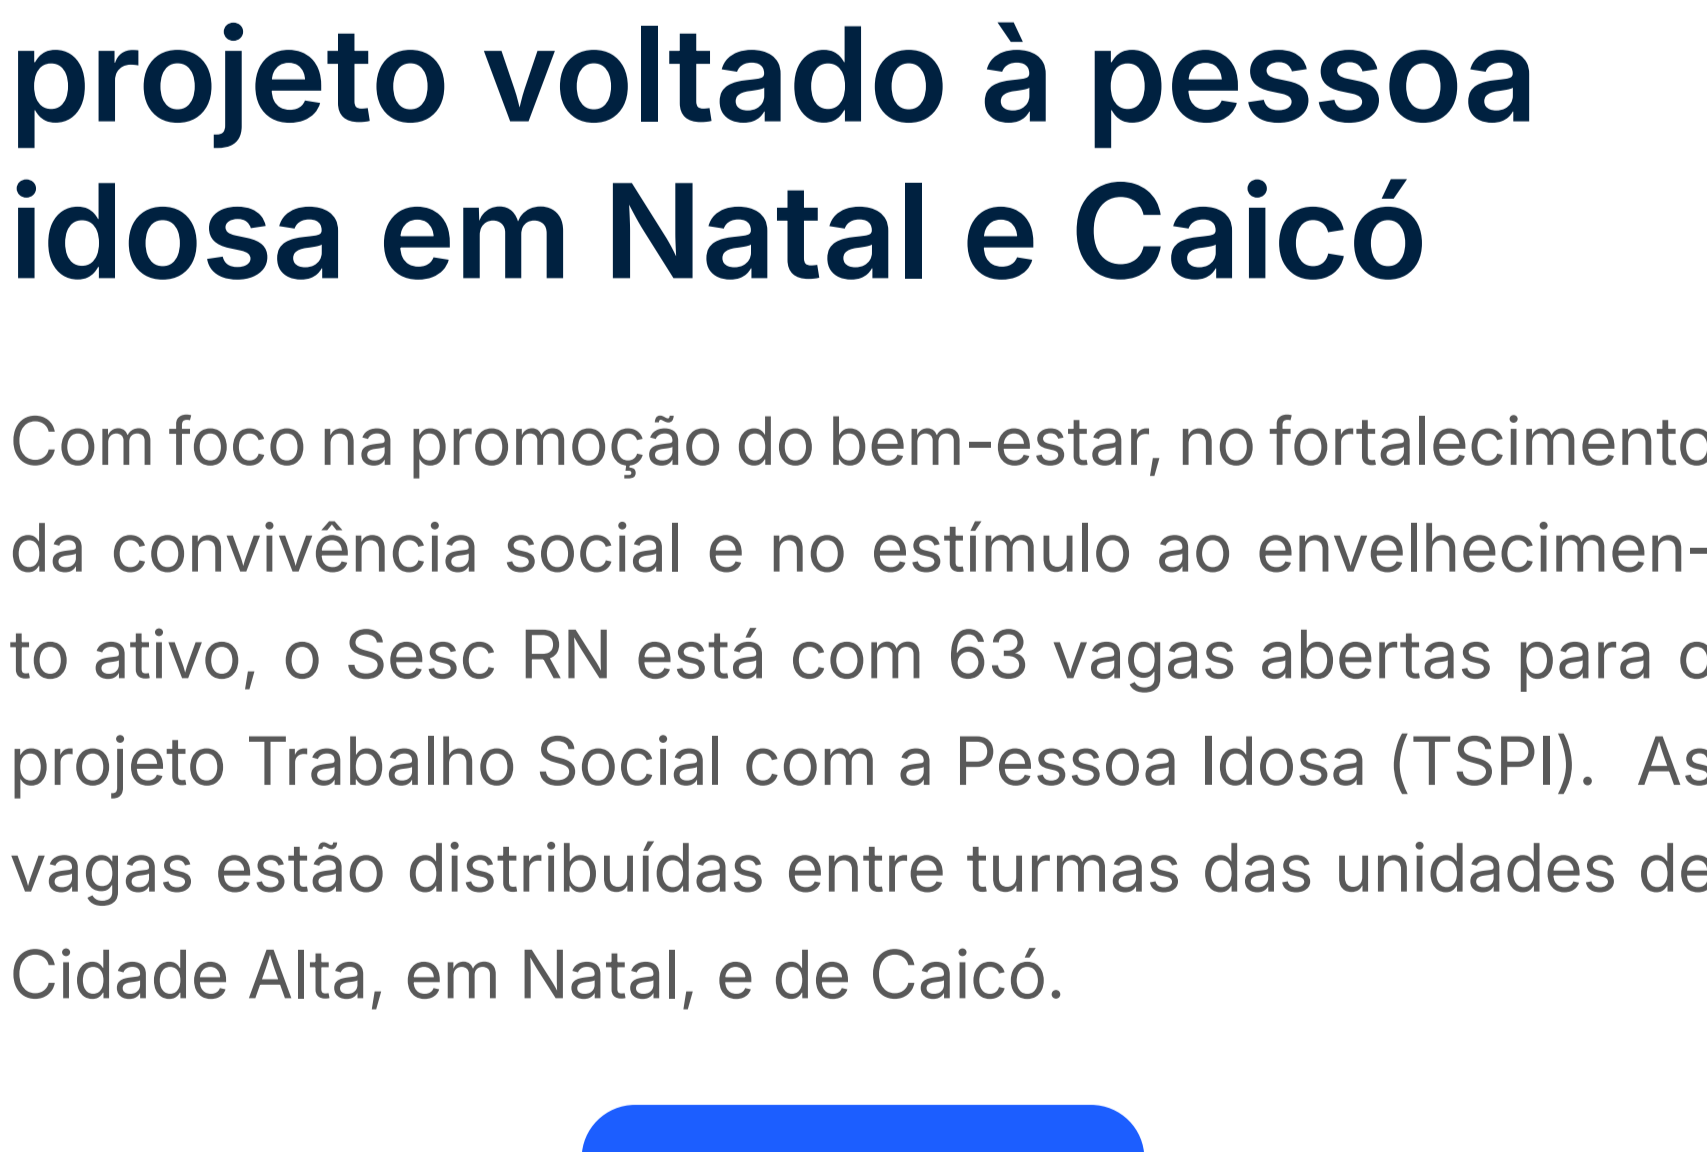 projeto voltado à pessoa
idosa em Natal e Caicó
Com foco na promoção do bem-estar, no fortalecimento
da convivência social e no estímulo ao envelhecimen-
to ativo, o Sesc RN está com 63 vagas abertas para o
projeto Trabalho Social com a Pessoa Idosa (TSPI).  As
vagas estão distribuídas entre turmas das unidades de
Cidade Alta, em Natal, e de Caicó.